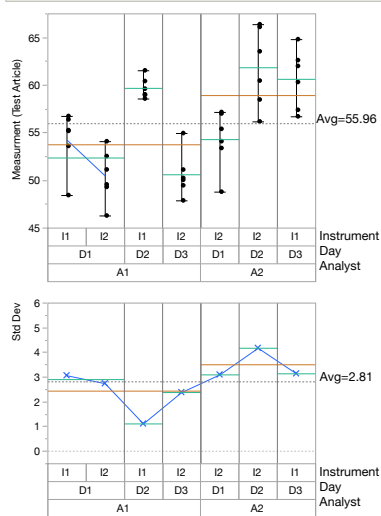 Measurment (Test Article)
65
60
55
50
45
Avg=55.96
I1 I2 I1 I2 I1 I2 I1 Instrument
D1 D2 D3 D1 D2 D3 Day
A1 A2 Analyst
Std Dev
6
5
4
3
2
1
0
Avg=2.81
I1 I2 I1 I2 I1 I2 I1 Instrument
D1 D2 D3 D1 D2 D3 Day
A1 A2 Analyst